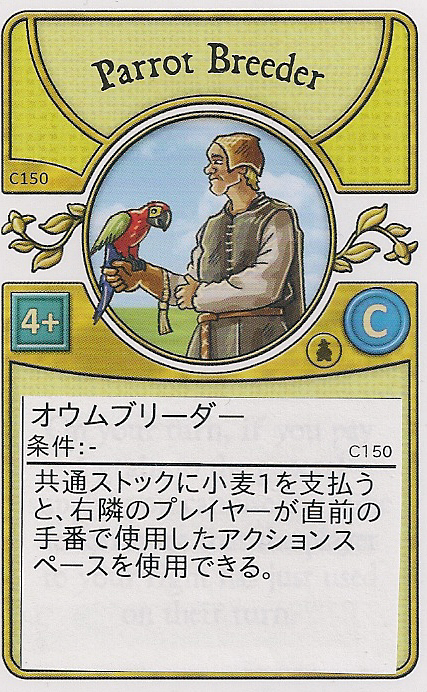 Parrot Breeder
C150
4+
C
オウムブリーダー
条件:-
C150
共通ストックに小麦1を支払う
と、右隣のプレイヤーが直前の
手番で使用したアクションス
ペースを使用できる。
on their turn.